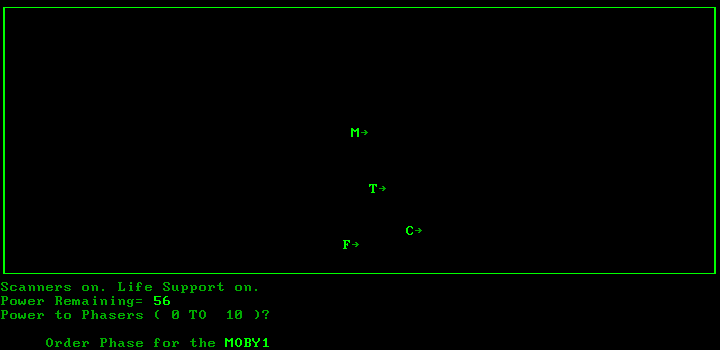 M→
T→
C→
F→
Scanners on. Life Support on.
Power Remaining= 56
Power to Phasers ( 0 TO  10 )?
Order Phase for the MOBY1